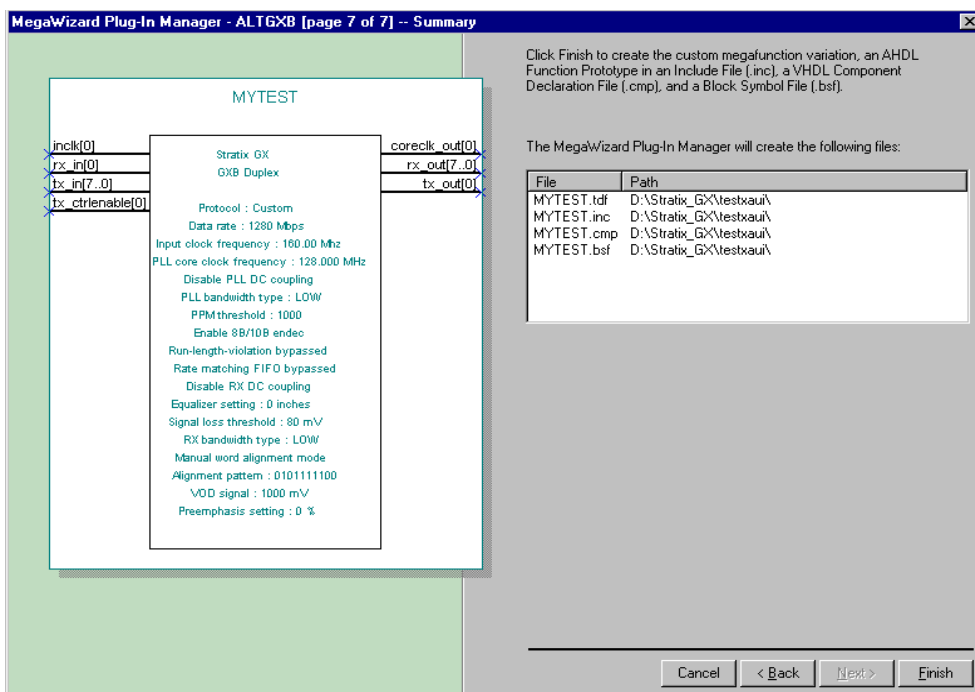 MegaWizard Plug-In Manager - ALTGXB [page 7 of 7] -- Summary
MYTEST
inclk[0]
rx_in[0]
tx_in[7..0]
tx_ctrlenable[0]
coreclk_out[0]
rx_out[7..0]
tx_out[0]
Stratix GX
GXB Duplex
Protocol : Custom
Data rate : 1280 Mbps
Input clock frequency : 160.00 Mhz
PLL core clock frequency : 128.000 MHz
Disable PLL DC coupling
PLL bandwidth type : LOW
PPM threshold : 1000
Enable 8B/10B endec
Run-length-violation bypassed
Rate matching FIFO bypassed
Disable RX DC coupling
Equalizer setting : 0 inches
Signal loss threshold : 80 mV
RX bandwidth type : LOW
Manual word alignment mode
Alignment pattern : 0101111100
VOD signal : 1000 mV
Preemphasis setting : 0 %
Click Finish to create the custom megafunction variation, an AHDL
Function Prototype in an Include File (.inc), a VHDL Component
Declaration File (.cmp), and a Block Symbol File (.bsf).
The MegaWizard Plug-In Manager will create the following files:
File Path
MYTEST.tdf D:\Stratix_GX\testxaui\
MYTEST.inc D:\Stratix_GX\testxaui\
MYTEST.cmp D:\Stratix_GX\testxaui\
MYTEST.bsf D:\Stratix_GX\testxaui\
Cancel < Back Next > Finish